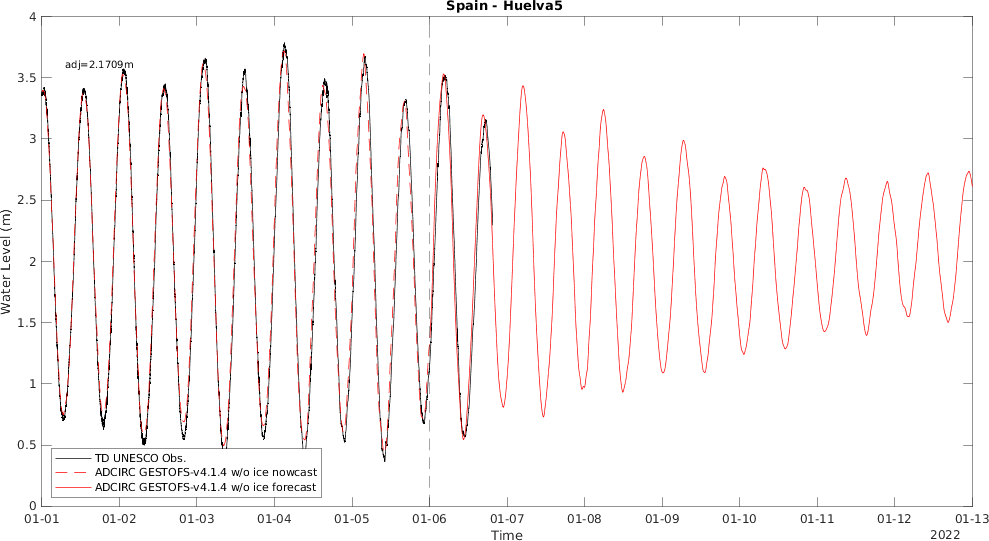 Spain - Huelva5
4
3.5
3
2.5
2
1.5
1
0.5
0
Water Level (m)
adj=2.1709m
TD UNESCO Obs.
ADCIRC GESTOFS-v4.1.4 w/o ice nowcast
ADCIRC GESTOFS-v4.1.4 w/o ice forecast
01-01 01-02 01-03 01-04 01-05 01-06 01-07 01-08 01-09 01-10 01-11 01-12 01-13
Time
2022